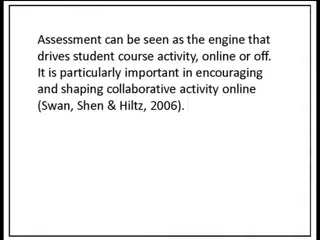 Assessment can be seen as the engine that
drives student course activity, online or off.
It is particularly important in encouraging
and shaping collaborative activity online
(Swan, Shen & Hiltz, 2006).